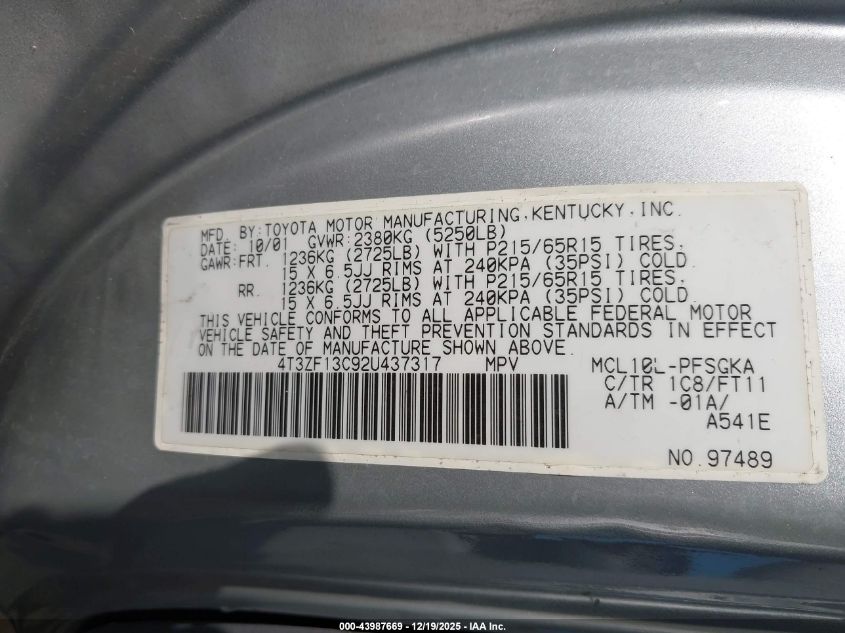 MFD. BY:TOYOTA MOTOR MANUFACTURING,KENTUCKY,INC.
DATE: 10/01 GVWR:2380KG (5250LB)
GAWR:FRT. 1236KG (2725LB) WITH P215/65R15 TIRES,
15 X 6.5JJ RIMS AT 240KPA (35PSI) COLD.
RR. 1236KG (2725LB) WITH P215/65R15 TIRES,
15 X 6.5JJ RIMS AT 240KPA (35PSI) COLD.
THIS VEHICLE CONFORMS TO ALL APPLICABLE FEDERAL MOTOR
VEHICLE SAFETY AND THEFT PREVENTION STANDARDS IN EFFECT
ON THE DATE OF MANUFACTURE SHOWN ABOVE.
4T3ZF13C92U437317 MPV MCL10L-PFSGKA
C/TR 1C8/FT11
A/TM -01A/
A541E
NO.97489
000-43987669 - 12/19/2025 - IAA Inc.